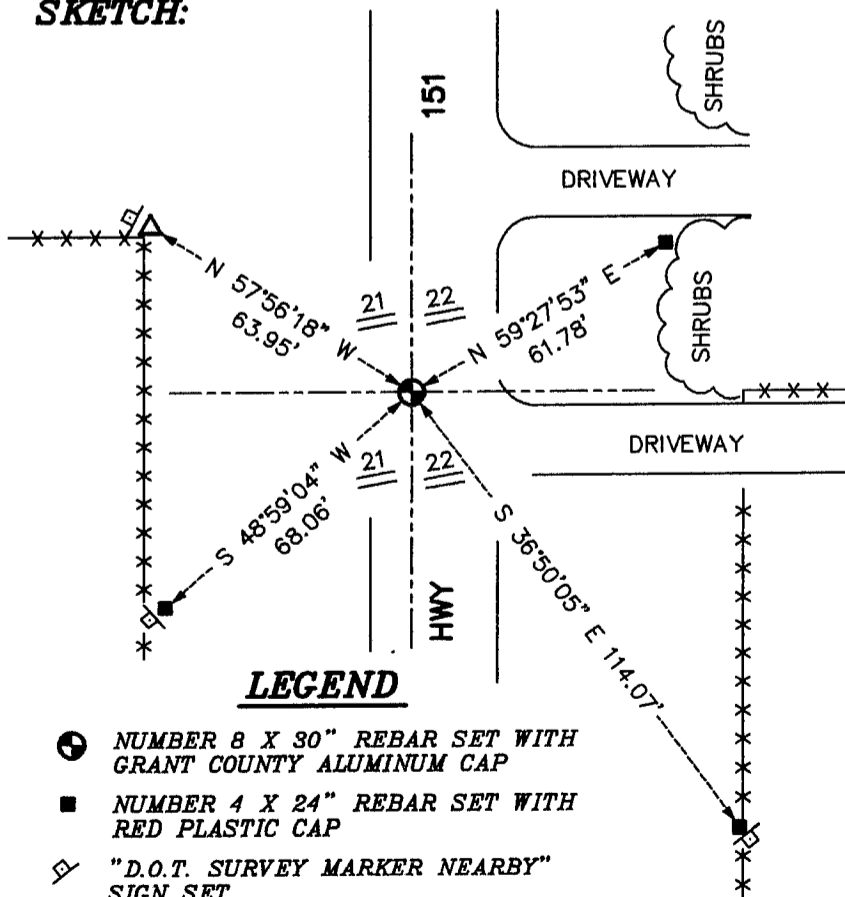 SKETCH:
151
SHRUBS
DRIVEWAY
N 57°56'18" W
63.95'
21
22
N 59°27'53" E
61.78'
SHRUBS
DRIVEWAY
S 48°59'04" W
68.06'
21
22
S 36°50'05" E 114.07'
HWY
LEGEND
NUMBER 8 X 30" REBAR SET WITH
GRANT COUNTY ALUMINUM CAP
NUMBER 4 X 24" REBAR SET WITH
RED PLASTIC CAP
"D.O.T. SURVEY MARKER NEARBY"
SIGN SET